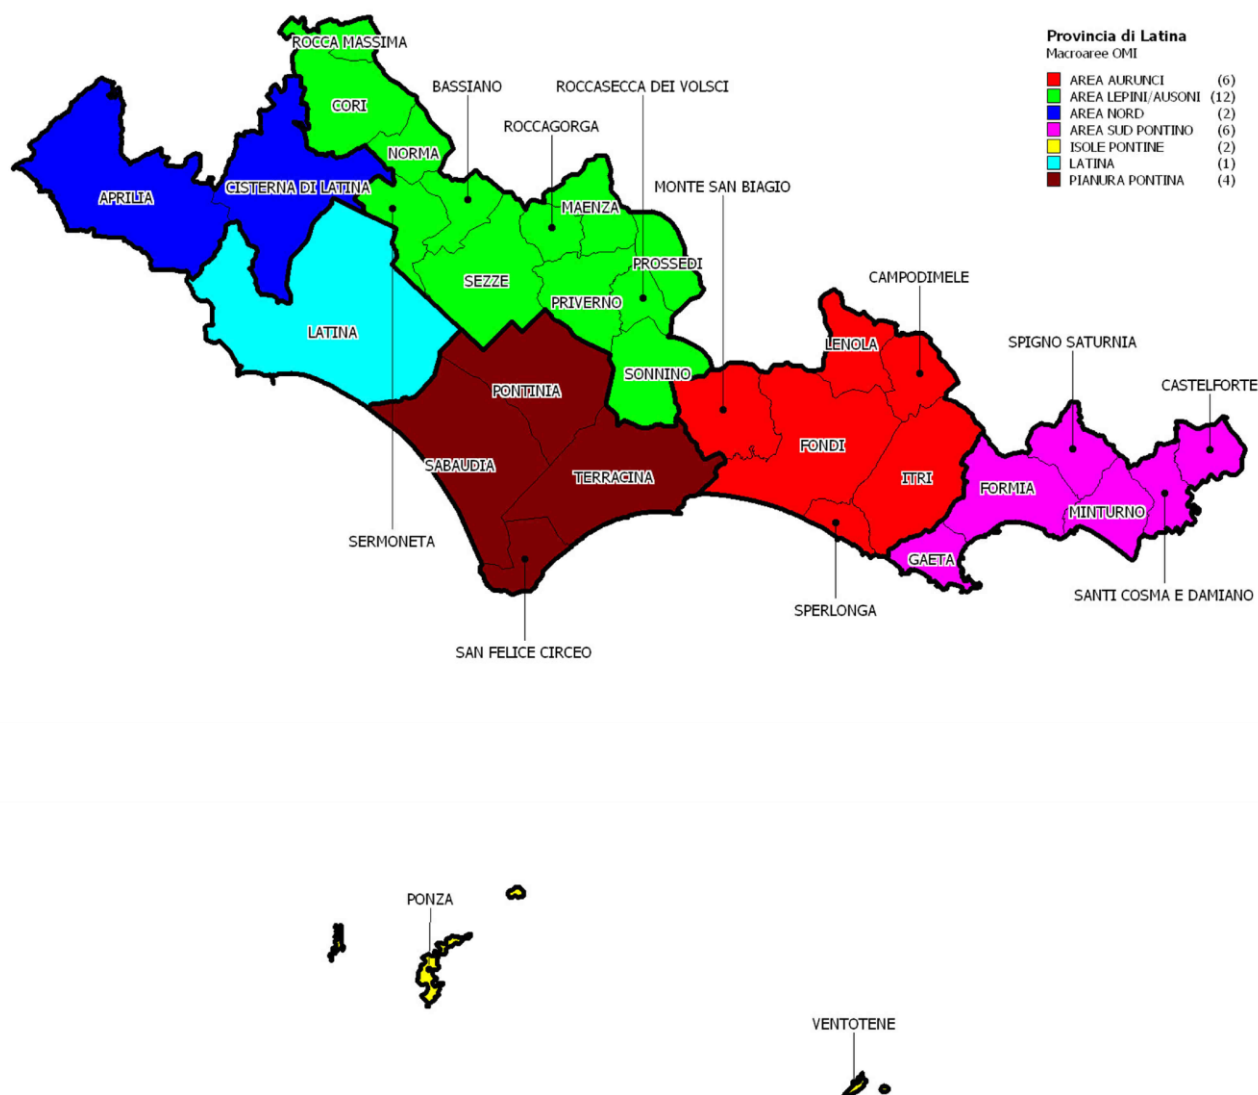 Provincia di Latina
Macroaree OMI
AREA AURUNCI (6)
AREA LEPINI/AUSONI (12)
AREA NORD (2)
AREA SUD PONTINO (6)
ISOLE PONTINE (2)
LATINA (1)
PIANURA PONTINA (4)
ROCCA MASSIMA
BASSIANO
ROCCASECCA DEI VOLSCI
CORI
ROCCAGORGA
NORMA
CISTERNA DI LATINA
MONTE SAN BIAGIO
APRILIA
MAENZA
PROSSEDI
CAMPODIMELE
SEZZE
PRIVERNO
LATINA
LENOLA
SPIGNO SATURNIA
SONNINO
CASTELFORTE
PONTINIA
FONDI
SABAUDIA
TERRACINA
ITRI
FORMIA
MINTURNO
SERMONETA
GAETA
SANTI COSMA E DAMIANO
SPERLONGA
SAN FELICE CIRCEO
PONZA
VENTOTENE